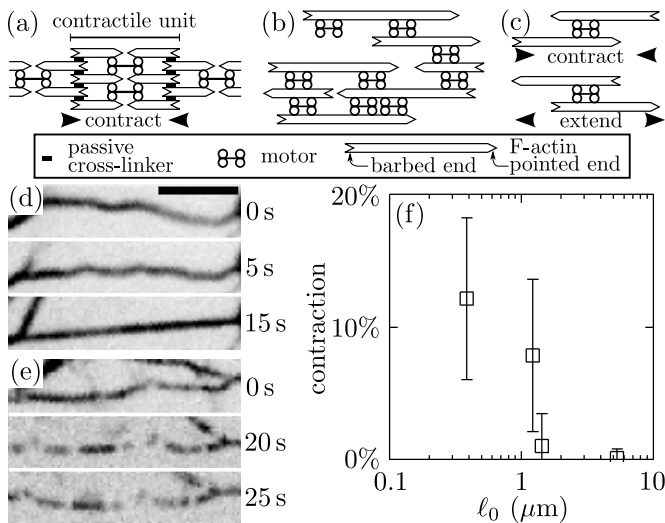 (a) contractile unit
contract
(b)
(c)
contract
extend
passive
cross-linker
motor
barbed end
F-actin
pointed end
(d)
0 s
5 s
15 s
(e)
0 s
20 s
25 s
(f)
20%
10%
0%
contraction
0.1 1 10
ℓ₀ (μm)